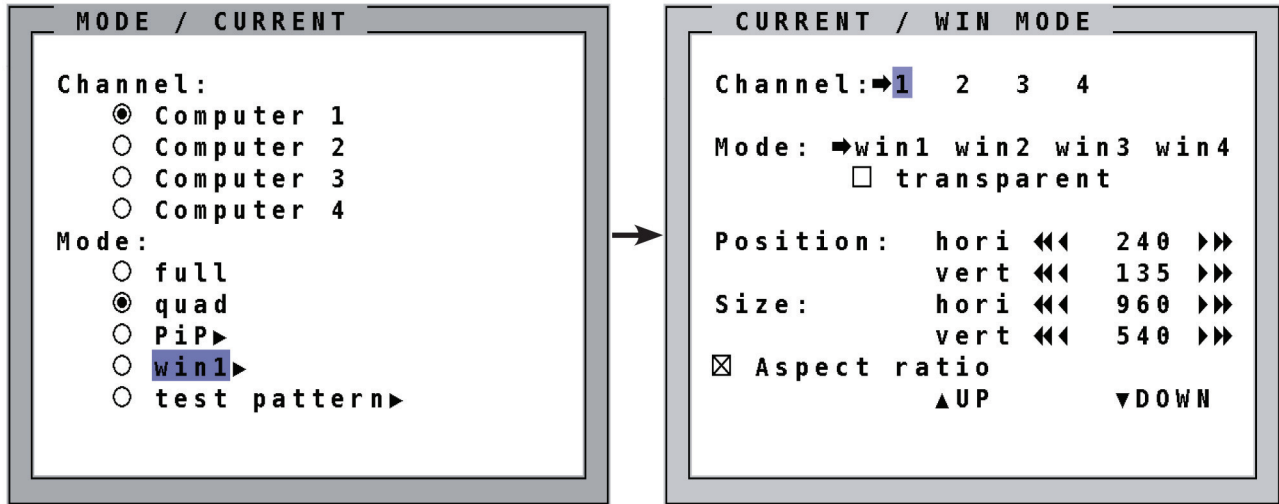 MODE / CURRENT
Channel:
◉ Computer 1
○ Computer 2
○ Computer 3
○ Computer 4
Mode:
○ full
◉ quad
○ PiP▶
○ win1▶
○ test pattern▶
CURRENT / WIN MODE
Channel:➡1 2 3 4
Mode: ➡win1 win2 win3 win4
☐ transparent
Position: hori ◀◀◀ 240 ▶▶▶
vert ◀◀◀ 135 ▶▶▶
Size: hori ◀◀◀ 960 ▶▶▶
vert ◀◀◀ 540 ▶▶▶
☒ Aspect ratio
▲UP ▼DOWN